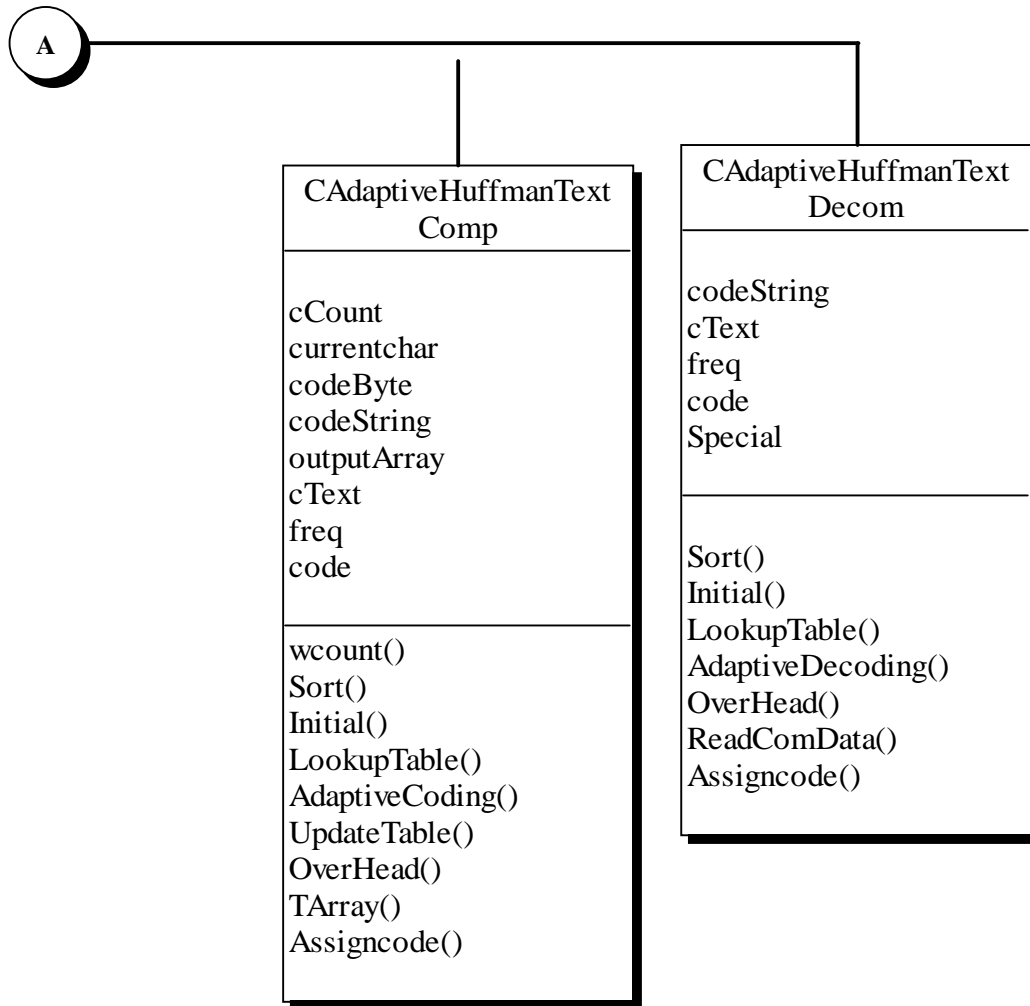 A
CAdaptiveHuffmanText
Comp
cCount
currentchar
codeByte
codeString
outputArray
cText
freq
code
wcount()
Sort()
Initial()
LookupTable()
AdaptiveCoding()
UpdateTable()
OverHead()
TArray()
Assigncode()
CAdaptiveHuffmanText
Decom
codeString
cText
freq
code
Special
Sort()
Initial()
LookupTable()
AdaptiveDecoding()
OverHead()
ReadComData()
Assigncode()